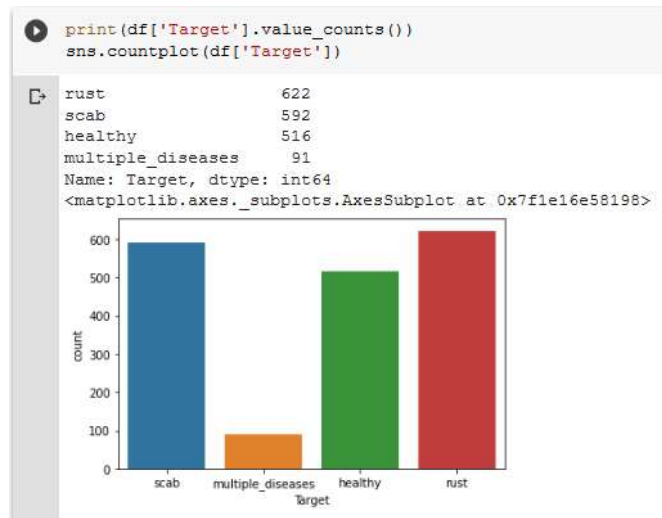 print(df['Target'].value_counts())
sns.countplot(df['Target'])
rust 622
scab 592
healthy 516
multiple_diseases 91
Name: Target, dtype: int64
<matplotlib.axes._subplots.AxesSubplot at 0x7f1e16e58198>
600
500
400
300
200
100
0
count
scab multiple_diseases healthy rust
Target